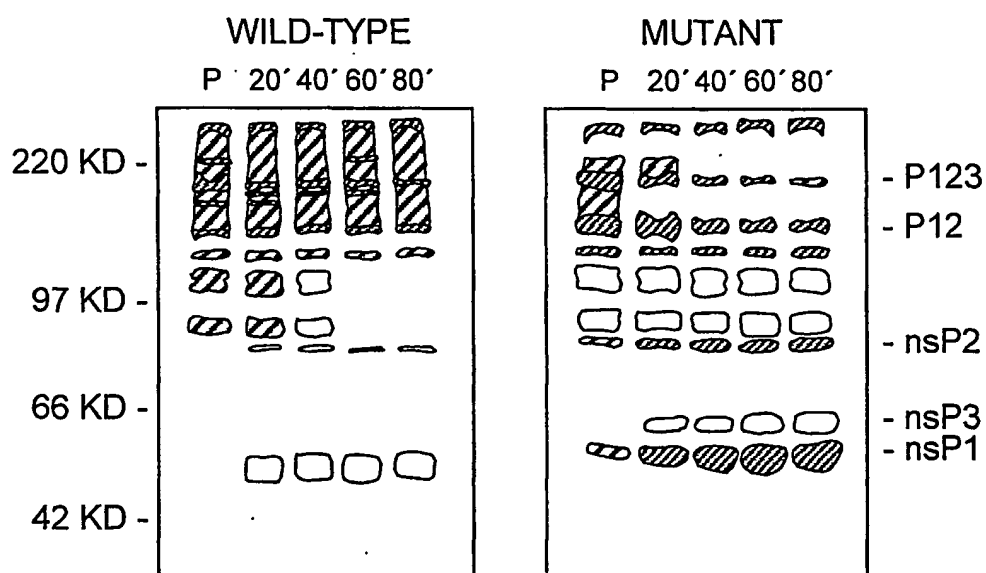 WILD-TYPE MUTANT
P 20´ 40´ 60´ 80´ P 20´ 40´ 60´ 80´
220 KD -
- P123
- P12
97 KD -
- nsP2
66 KD -
- nsP3
- nsP1
42 KD -